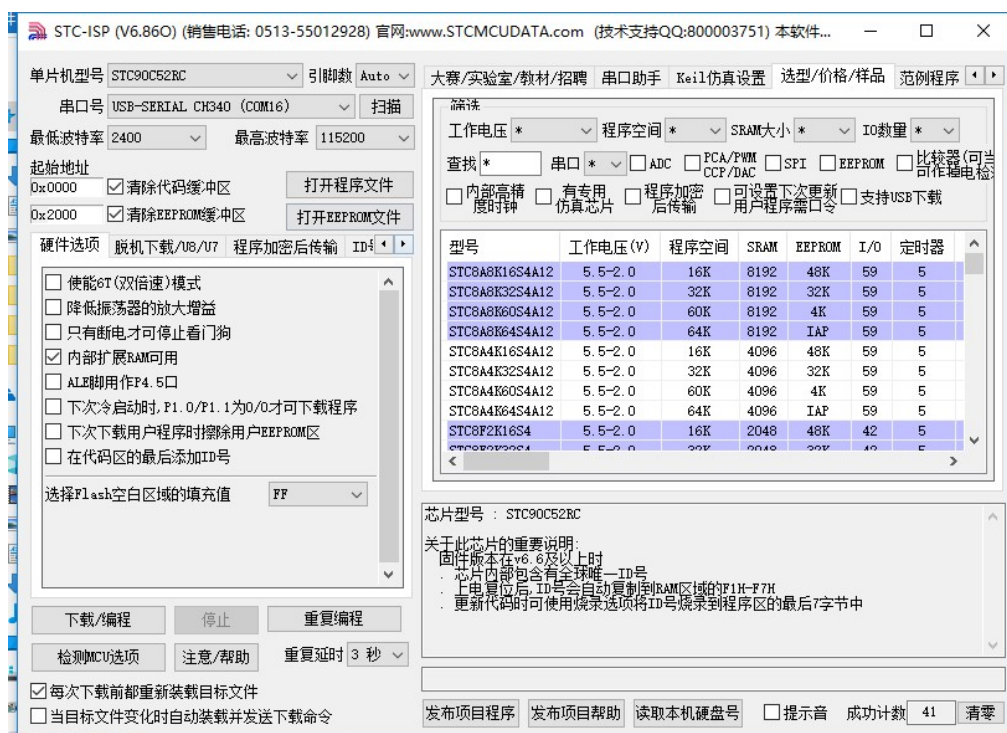 STC-ISP (V6.86O) (销售电话: 0513-55012928) 官网:www.STCMCUDATA.com (技术支持QQ:800003751) 本软件...
单片机型号 STC90C52RC 引脚数 Auto
串口号 USB-SERIAL CH340 (COM16) 扫描
最低波特率 2400 最高波特率 115200
起始地址
0x0000 清除代码缓冲区 打开程序文件
0x2000 清除EEPROM缓冲区 打开EEPROM文件
硬件选项 脱机下载/U8/U7 程序加密后传输
使能6T(双倍速)模式
降低振荡器的放大增益
只有断电才可停止看门狗
内部扩展RAM可用
ALE脚用作P4.5口
下次冷启动时,P1.0/P1.1为0/0才可下载程序
下次下载用户程序时擦除用户EEPROM区
在代码区的最后添加ID号
选择Flash空白区域的填充值 FF
下载/编程 停止 重复编程
检测MCU选项 注意/帮助 重复延时 3 秒
每次下载前都重新装载目标文件
当目标文件变化时自动装载并发送下载命令
大赛/实验室/教材/招聘 串口助手 Keil仿真设置 选型/价格/样品 范例程序
筛选
工作电压 * 程序空间 * SRAM大小 * IO数量 *
查找 * 串口 * ADC PCA/PWM CCP/DAC SPI EEPROM 比较器(可当 可作掉电检
内部高精度时钟 有专用仿真芯片 程序加密后传输 可设置下次更新用户程序需口令 支持USB下载
型号 工作电压(V) 程序空间 SRAM EEPROM I/O 定时器
STC8A8K16S4A12 5.5-2.0 16K 8192 48K 59 5
STC8A8K32S4A12 5.5-2.0 32K 8192 32K 59 5
STC8A8K60S4A12 5.5-2.0 60K 8192 4K 59 5
STC8A8K64S4A12 5.5-2.0 64K 8192 IAP 59 5
STC8A4K16S4A12 5.5-2.0 16K 4096 48K 59 5
STC8A4K32S4A12 5.5-2.0 32K 4096 32K 59 5
STC8A4K60S4A12 5.5-2.0 60K 4096 4K 59 5
STC8A4K64S4A12 5.5-2.0 64K 4096 IAP 59 5
STC8F2K16S4 5.5-2.0 16K 2048 48K 42 5
STC8F2K32S4 5.5-2.0 32K 2048 32K 42 5
芯片型号 : STC90C52RC
关于此芯片的重要说明:
固件版本在v6.6及以上时
. 芯片内部包含有全球唯一ID号
. 上电复位后,ID号会自动复制到RAM区域的F1H-F7H
. 更新代码时可使用烧录选项将ID号烧录到程序区的最后7字节中
发布项目程序 发布项目帮助 读取本机硬盘号 提示音 成功计数 41 清零